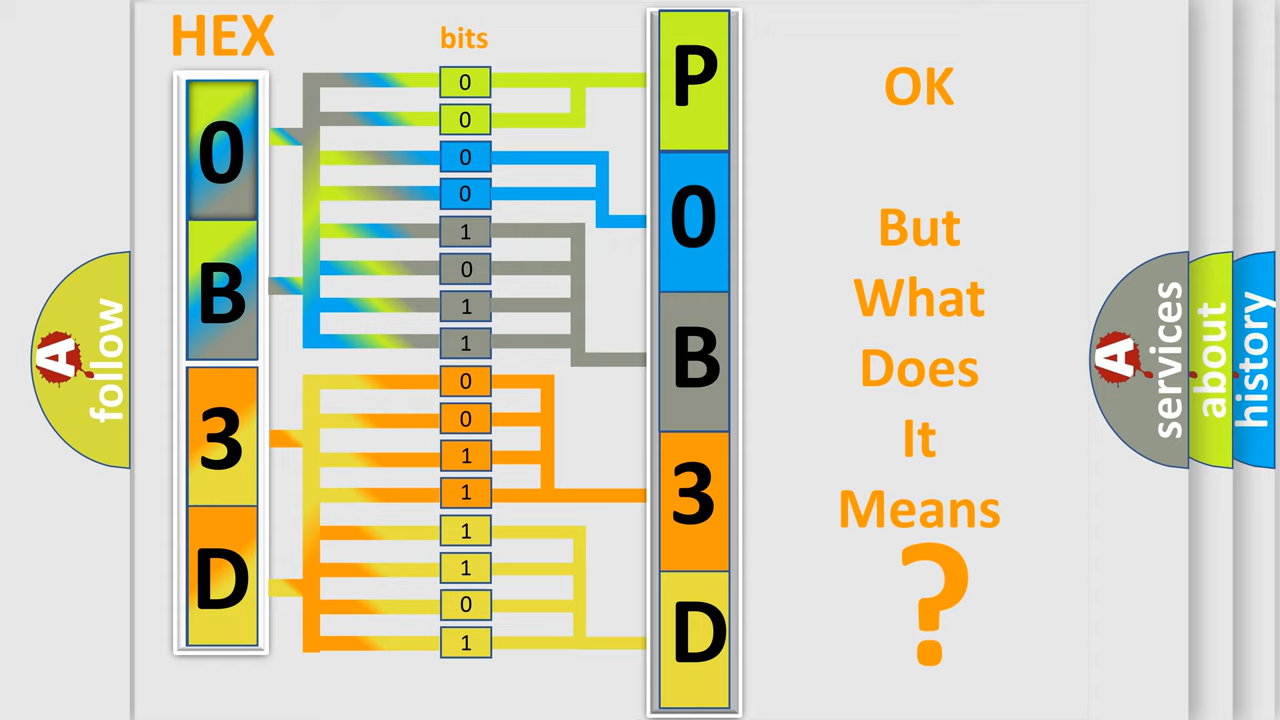 HEX
bits
0
B
3
D
0
0
0
0
1
0
1
1
0
0
1
1
1
1
0
1
P
0
B
3
D
OK
But
What
Does
It
Means
?
A
follow
A
services
about
history